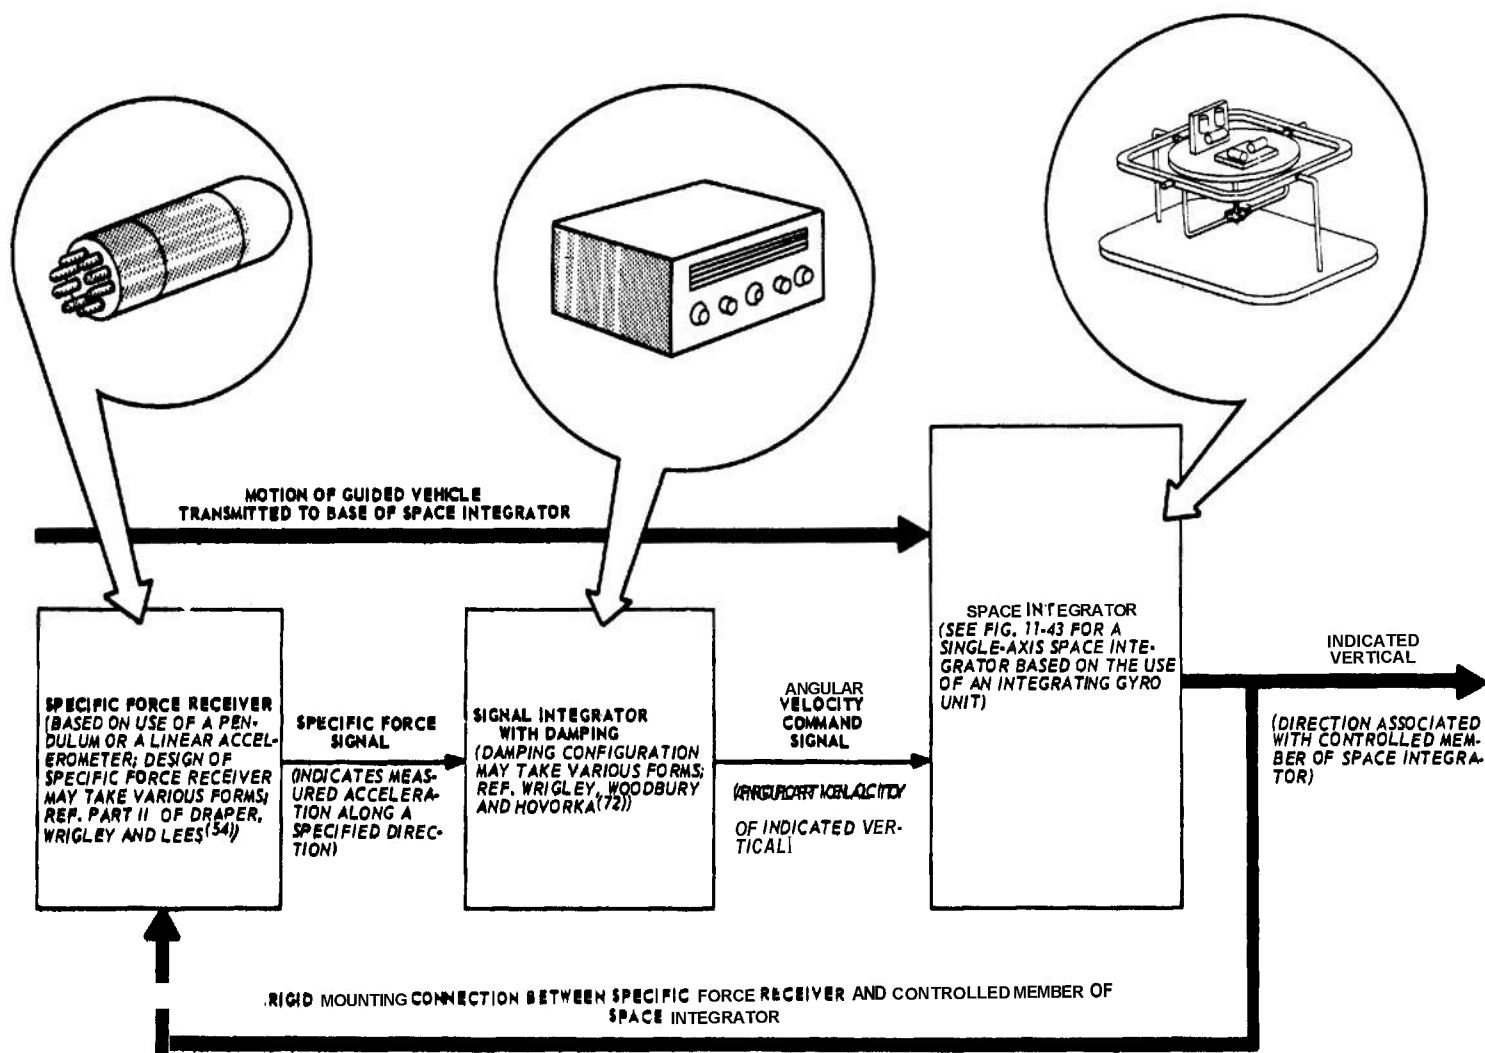 MOTION OF GUIDED VEHICLE
TRANSMITTED TO BASE OF SPACE INTEGRATOR
SPECIFIC FORCE RECEIVER
(BASED ON USE OF A PEN-
DULUM OR A LINEAR ACCEL-
EROMETER; DESIGN OF
SPECIFIC FORCE RECEIVER
MAY TAKE VARIOUS FORMS;
REF. PART II OF DRAPER,
WRIGLEY AND LEES(54))
SPECIFIC FORCE
SIGNAL
(INDICATES MEAS-
URED ACCELERA-
TION ALONG A
SPECIFIED DIREC-
TION)
SIGNAL INTEGRATOR
WITH DAMPING
(DAMPING CONFIGURATION
MAY TAKE VARIOUS FORMS;
REF. WRIGLEY, WOODBURY
AND HOVORKA(72))
ANGULAR
VELOCITY
COMMAND
SIGNAL
OF INDICATED VER-
TICAL)
SPACE INTEGRATOR
(SEE FIG. 11-43 FOR A
SINGLE-AXIS SPACE INTE-
GRATOR BASED ON THE USE
OF AN INTEGRATING GYRO
UNIT)
INDICATED
VERTICAL
(DIRECTION ASSOCIATED
WITH CONTROLLED MEM-
BER OF SPACE INTEGRA-
TOR)
RIGID MOUNTING CONNECTION BETWEEN SPECIFIC FORCE RECEIVER AND CONTROLLED MEMBER OF
SPACE INTEGRATOR